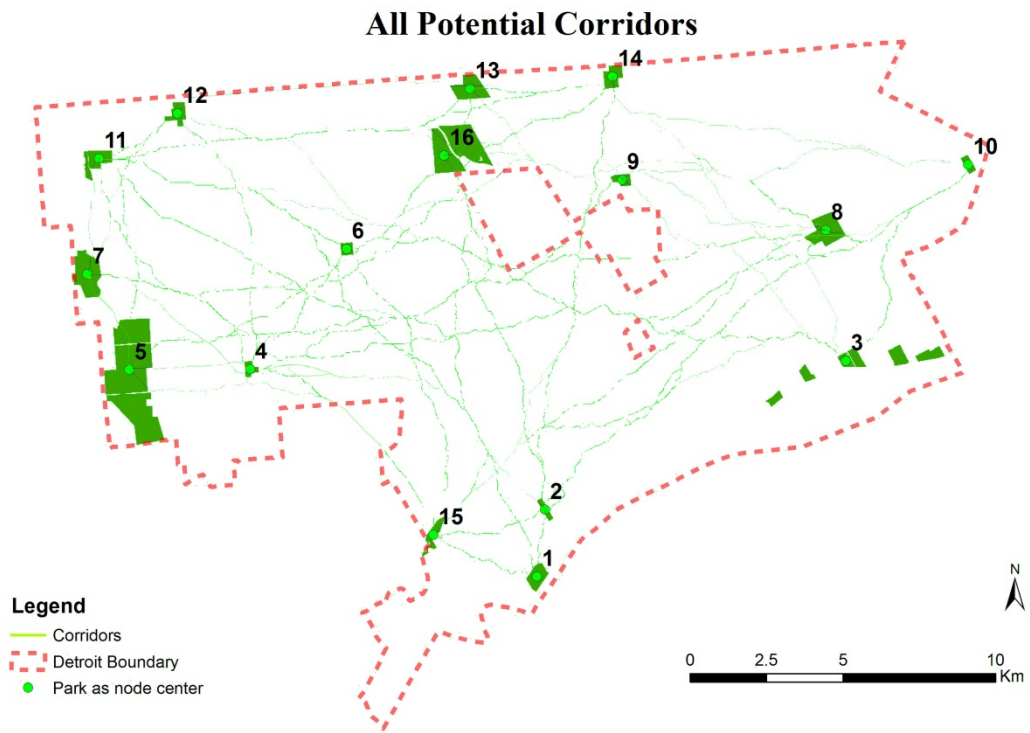 All Potential Corridors
14
13
12
16
11
9
10
8
6
7
5
4
3
2
15
1
N
Legend
Corridors
Detroit Boundary
Park as node center
0 2.5 5 10
Km